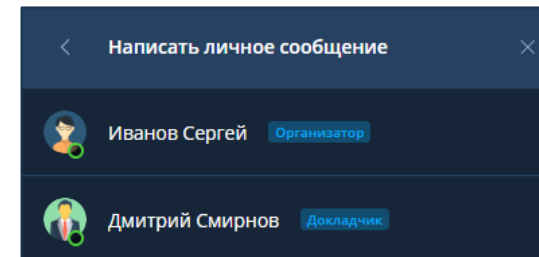 Написать личное сообщение
Иванов Сергей Организатор
Дмитрий Смирнов Докладчик